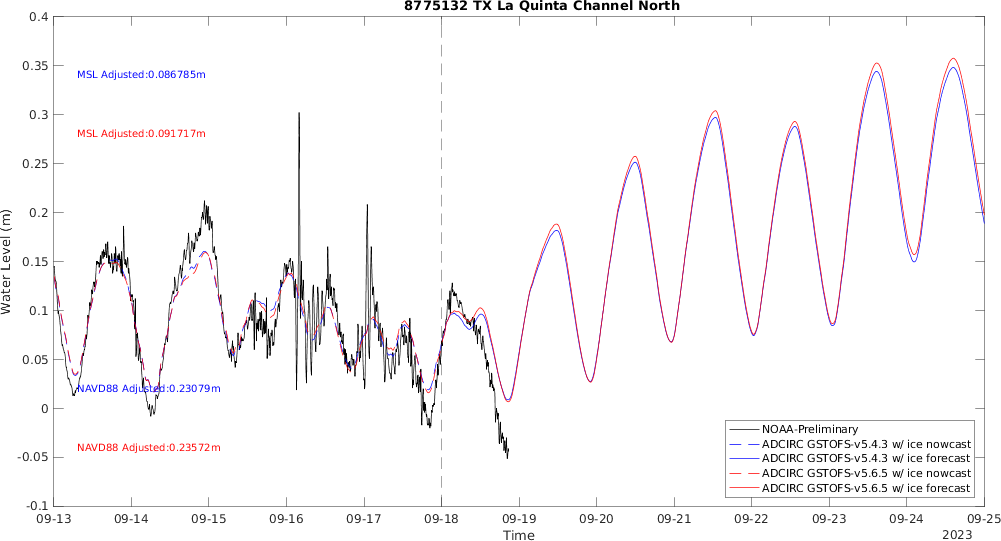 8775132 TX La Quinta Channel North
0.4
0.35
0.3
0.25
0.2
0.15
0.1
0.05
0
-0.05
-0.1
Water Level (m)
MSL Adjusted:0.086785m
MSL Adjusted:0.091717m
NAVD88 Adjusted:0.23079m
NAVD88 Adjusted:0.23572m
NOAA-Preliminary
ADCIRC GSTOFS-v5.4.3 w/ ice nowcast
ADCIRC GSTOFS-v5.4.3 w/ ice forecast
ADCIRC GSTOFS-v5.6.5 w/ ice nowcast
ADCIRC GSTOFS-v5.6.5 w/ ice forecast
09-13 09-14 09-15 09-16 09-17 09-18 09-19 09-20 09-21 09-22 09-23 09-24 09-25
Time
2023